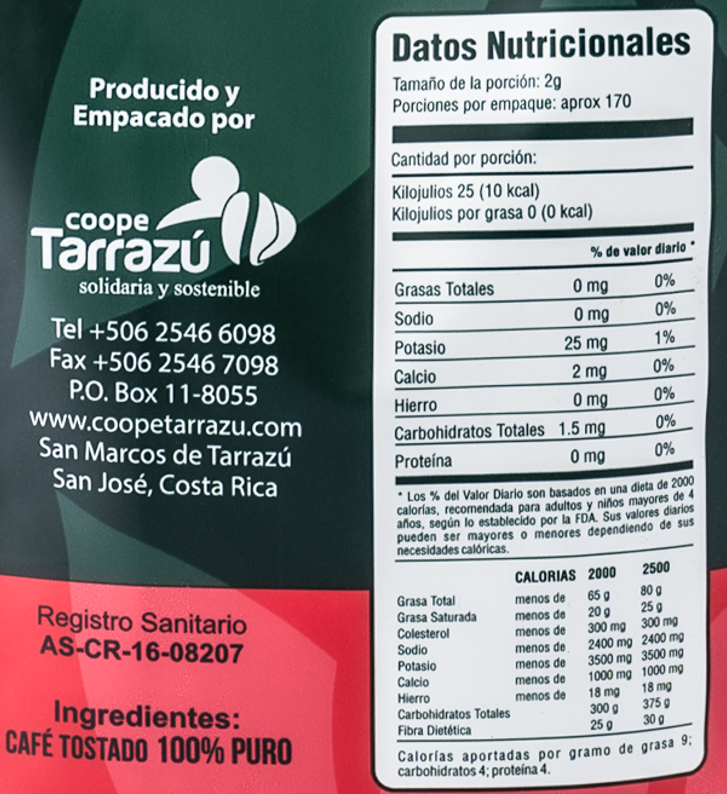 Producido y
Empacado por
coope
Tarrazú
solidaria y sostenible
Tel +506 2546 6098
Fax +506 2546 7098
P.O. Box 11-8055
www.coopetarrazu.com
San Marcos de Tarrazú
San José, Costa Rica
Registro Sanitario
AS-CR-16-08207
Ingredientes:
CAFÉ TOSTADO 100% PURO
Datos Nutricionales
Tamaño de la porción: 2g
Porciones por empaque: aprox 170
Cantidad por porción:
Kilojulios 25 (10 kcal)
Kilojulios por grasa 0 (0 kcal)
% de valor diario *
Grasas Totales 0 mg 0%
Sodio 0 mg 0%
Potasio 25 mg 1%
Calcio 2 mg 0%
Hierro 0 mg 0%
Carbohidratos Totales 1.5 mg 0%
Proteína 0 mg 0%
* Los % del Valor Diario son basados en una dieta de 2000
calorías, recomendada para adultos y niños mayores de 4
años, según lo establecido por la FDA. Sus valores diarios
pueden ser mayores o menores dependiendo de sus
necesidades calóricas.
CALORIAS 2000 2500
Grasa Total menos de 65 g 80 g
Grasa Saturada menos de 20 g 25 g
Colesterol menos de 300 mg 300 mg
Sodio menos de 2400 mg 2400 mg
Potasio menos de 3500 mg 3500 mg
Calcio menos de 1000 mg 1000 mg
Hierro menos de 18 mg 18 mg
Carbohidratos Totales 300 g 375 g
Fibra Dietética 25 g 30 g
Calorías aportadas por gramo de grasa 9;
carbohidratos 4; proteína 4.